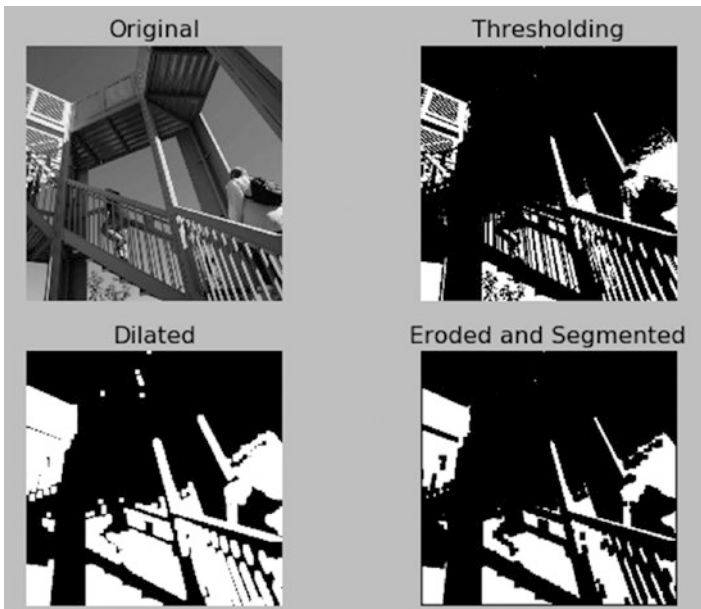 Original
Thresholding
Dilated
Eroded and Segmented